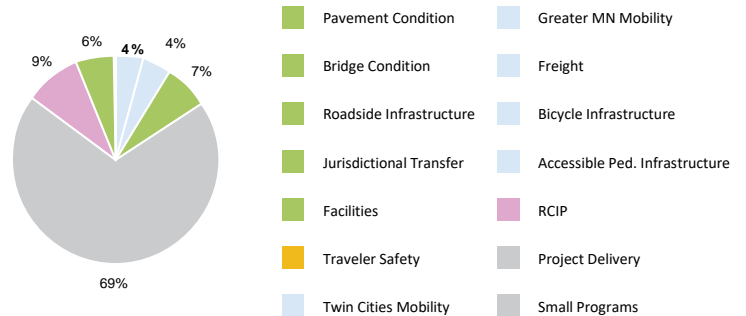 6%
4%
4%
9%
7%
69%
Pavement Condition
Bridge Condition
Roadside Infrastructure
Jurisdictional Transfer
Facilities
Traveler Safety
Twin Cities Mobility
Greater MN Mobility
Freight
Bicycle Infrastructure
Accessible Ped. Infrastructure
RCIP
Project Delivery
Small Programs